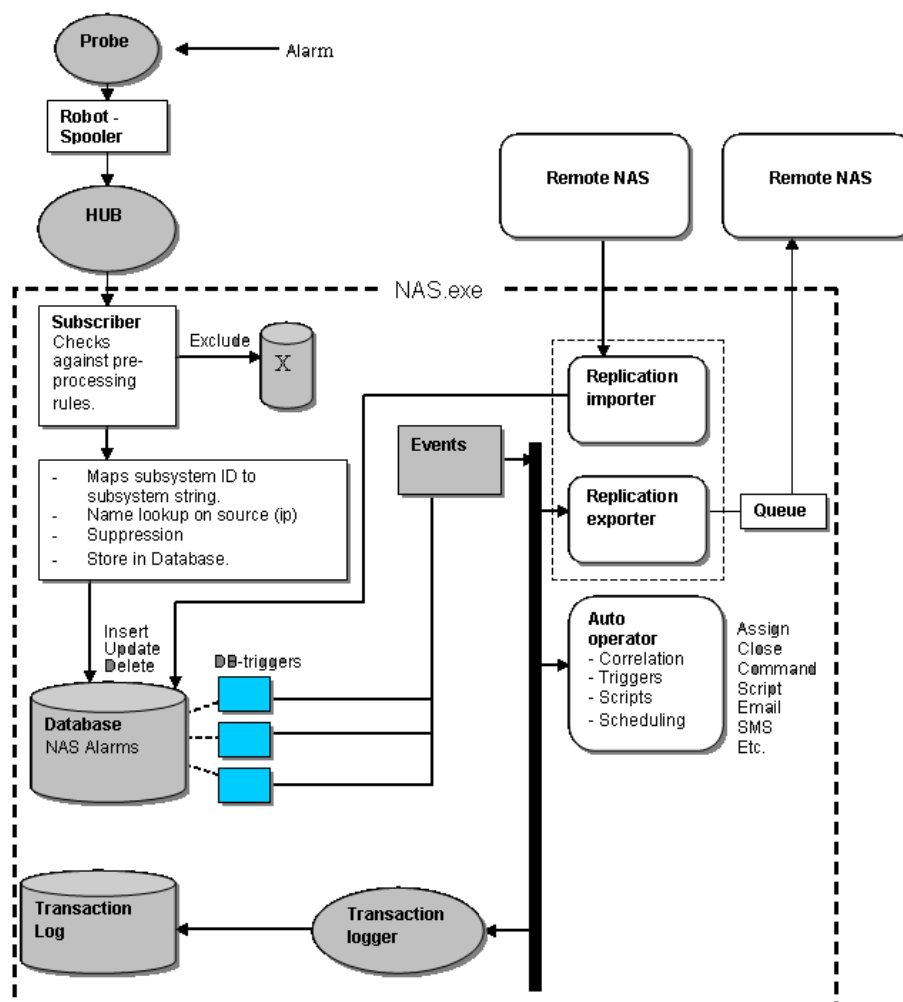 Probe
Alarm
Robot -
Spooler
HUB
Remote NAS
Remote NAS
NAS.exe
Subscriber
Checks
against pre-
processing
rules.
Exclude
X
Replication
importer
Events
Replication
exporter
Queue
- Maps subsystem ID to
subsystem string.
- Name lookup on source (ip)
- Suppression
- Store in Database.
Insert
Update
Delete
DB-triggers
Database
NAS Alarms
Auto
operator
- Correlation
- Triggers
- Scripts
- Scheduling
Assign
Close
Command
Script
Email
SMS
Etc.
Transaction
Log
Transaction
logger